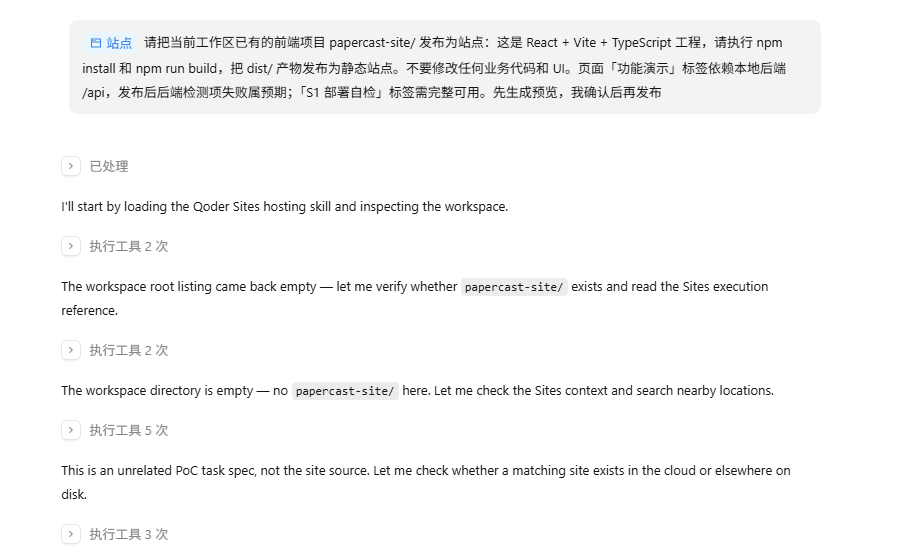 站点 请把当前工作区已有的前端项目 papercast-site/ 发布为站点：这是 React + Vite + TypeScript 工程，请执行 npm
install 和 npm run build，把 dist/ 产物发布为静态站点。不要修改任何业务代码和 UI。页面「功能演示」标签依赖本地后端
/api，发布后后端检测项失败属预期；「S1 部署自检」标签需完整可用。先生成预览，我确认后再发布
已处理
I'll start by loading the Qoder Sites hosting skill and inspecting the workspace.
执行工具 2 次
The workspace root listing came back empty — let me verify whether papercast-site/ exists and read the Sites execution
reference.
执行工具 2 次
The workspace directory is empty — no papercast-site/ here. Let me check the Sites context and search nearby locations.
执行工具 5 次
This is an unrelated PoC task spec, not the site source. Let me check whether a matching site exists in the cloud or elsewhere on
disk.
执行工具 3 次